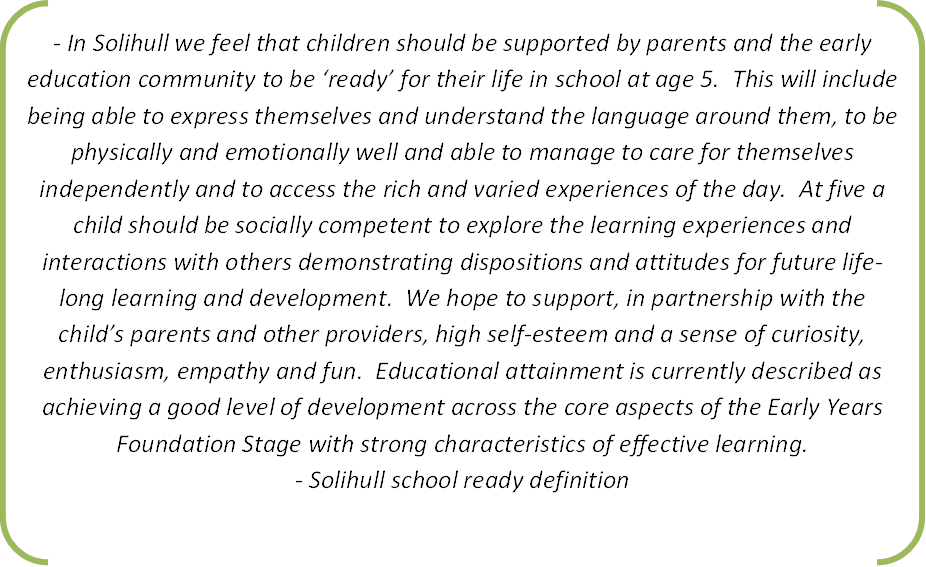 - In Solihull we feel that children should be supported by parents and the early
education community to be ‘ready’ for their life in school at age 5.  This will include
being able to express themselves and understand the language around them, to be
physically and emotionally well and able to manage to care for themselves
independently and to access the rich and varied experiences of the day.  At five a
child should be socially competent to explore the learning experiences and
interactions with others demonstrating dispositions and attitudes for future life-
long learning and development.  We hope to support, in partnership with the
child’s parents and other providers, high self-esteem and a sense of curiosity,
enthusiasm, empathy and fun.  Educational attainment is currently described as
achieving a good level of development across the core aspects of the Early Years
Foundation Stage with strong characteristics of effective learning.
- Solihull school ready definition